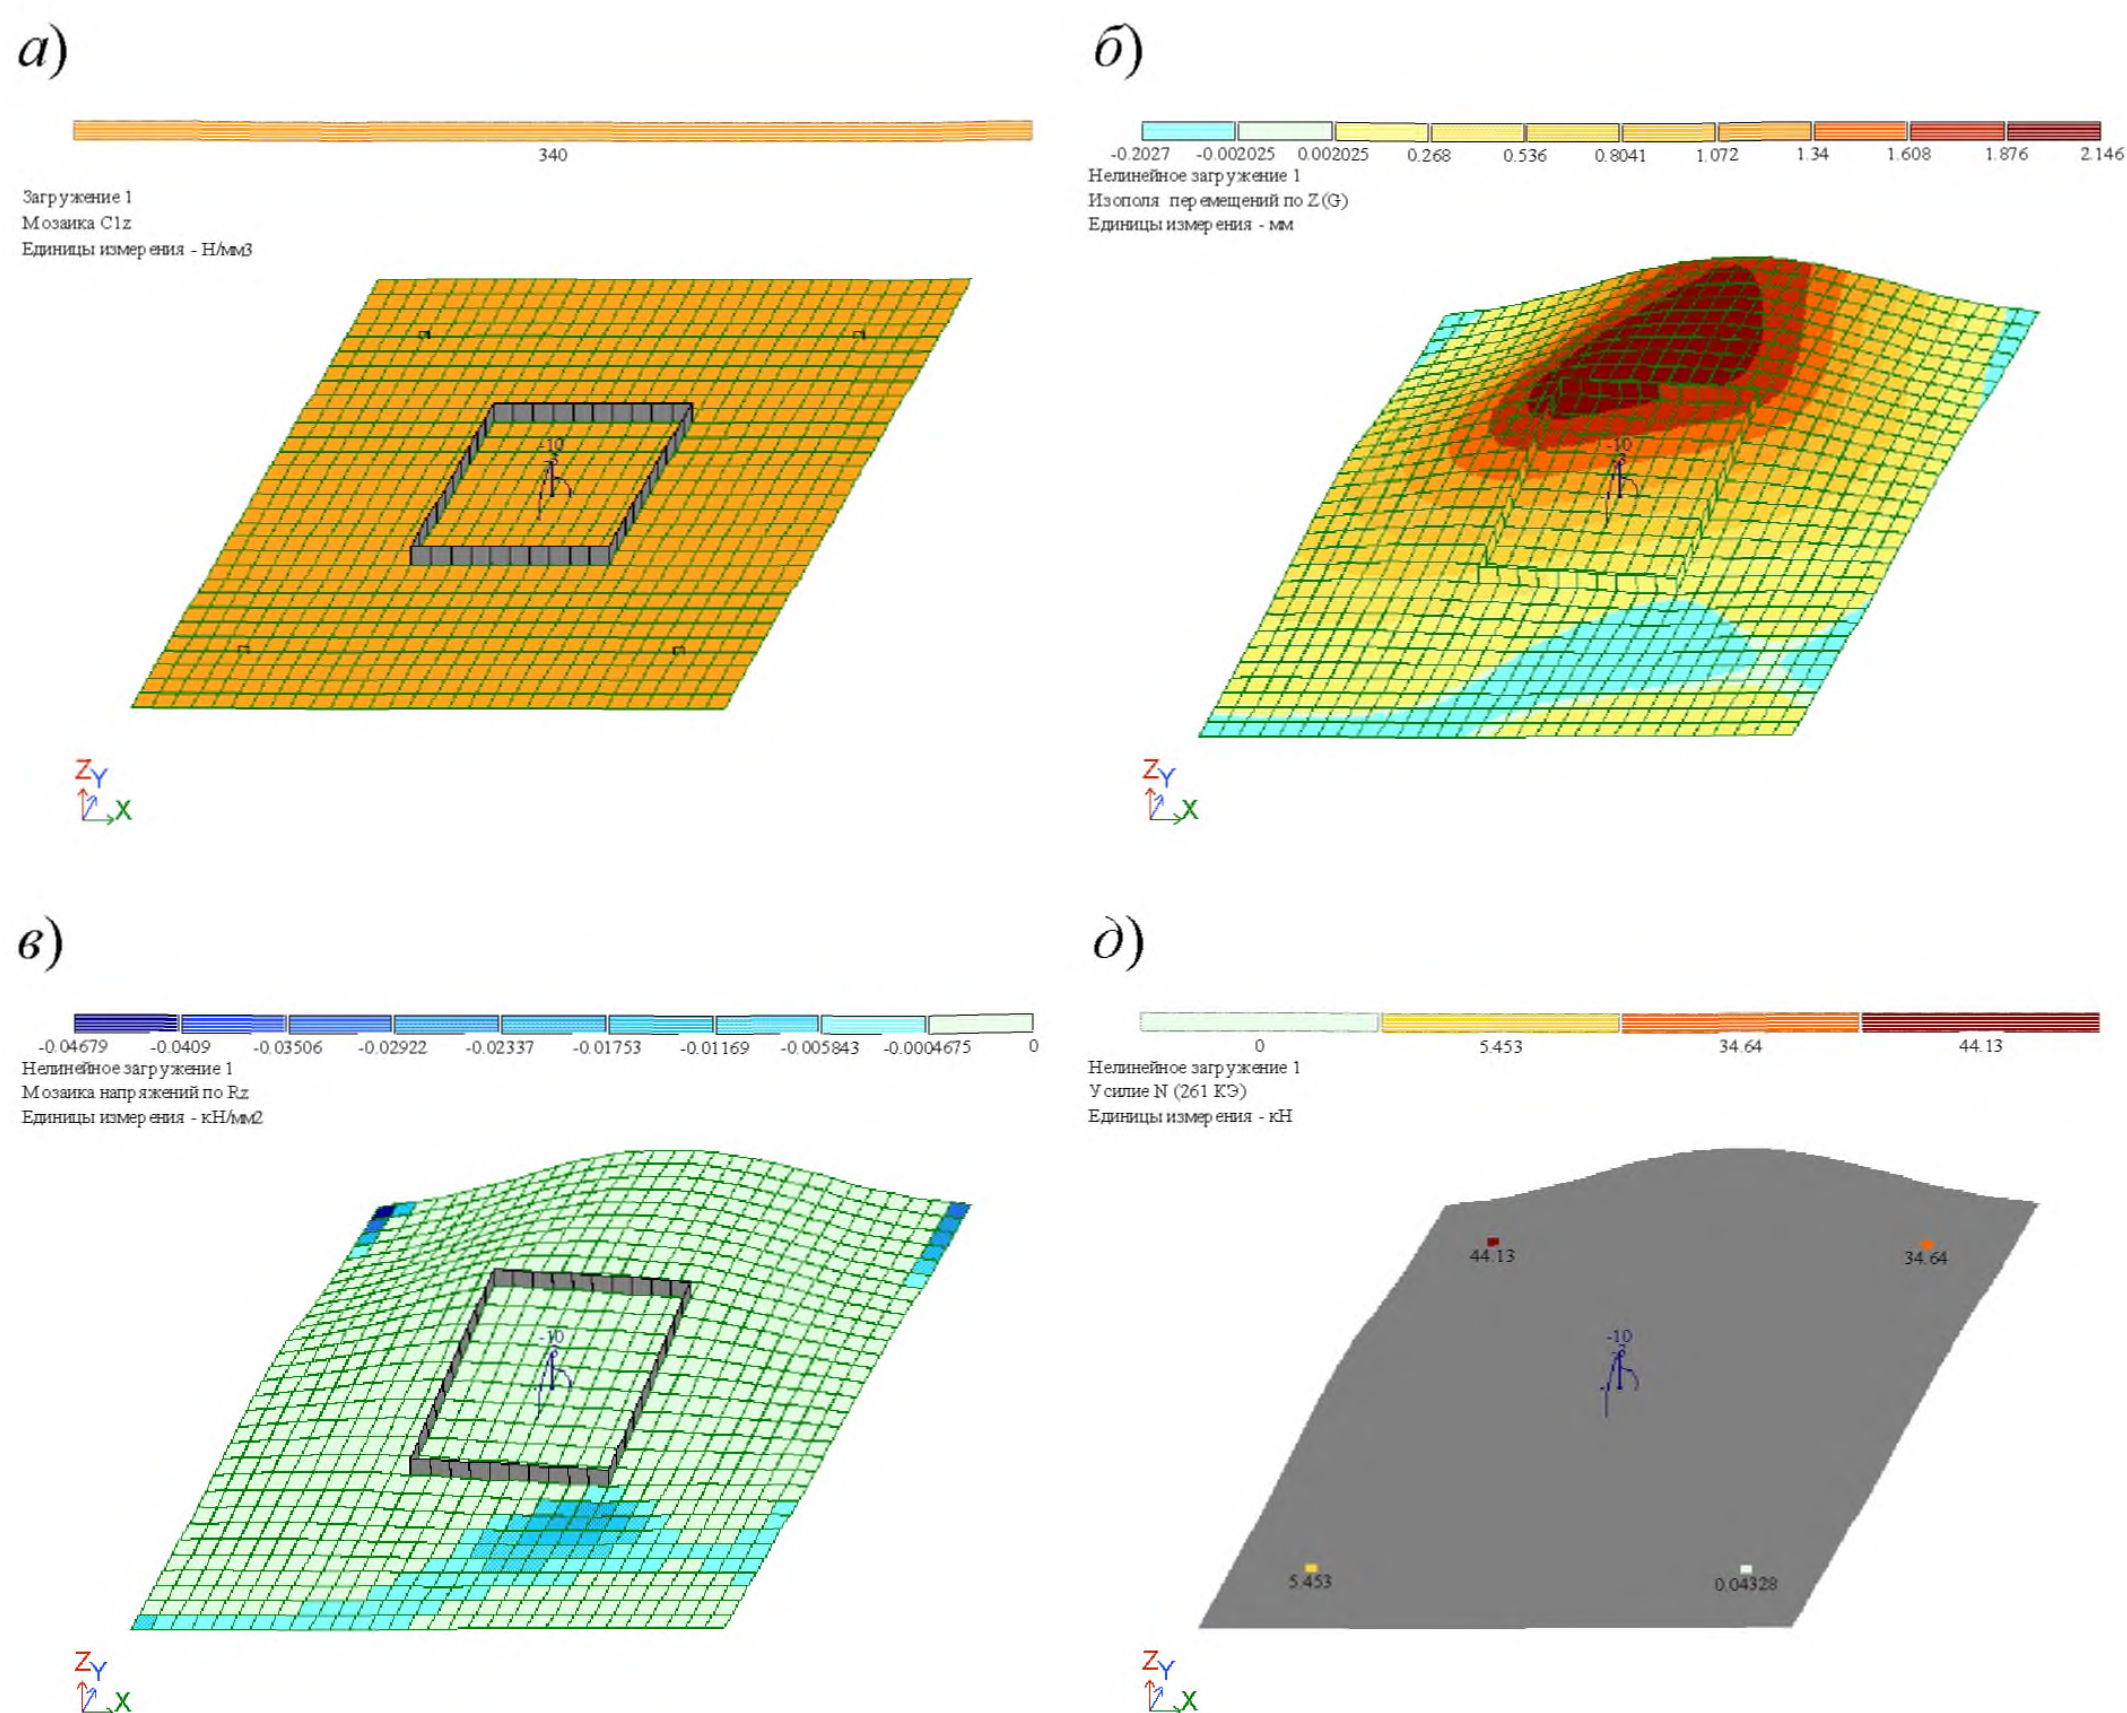 а)
340
Загружение 1
Мозаика C1z
Единицы измерения - Н/мм3
-10
Z
Y
X
б)
-0.2027 -0.002025 0.002025 0.268 0.536 0.8041 1.072 1.34 1.608 1.876 2.146
Нелинейное загружение 1
Изополя перемещений по Z(G)
Единицы измерения - мм
-10
Z
Y
X
в)
-0.04679 -0.0409 -0.03506 -0.02922 -0.02337 -0.01753 -0.01169 -0.005843 -0.0004675 0
Нелинейное загружение 1
Мозаика напряжений по Rz
Единицы измерения - кН/мм2
-10
Z
Y
X
д)
0 5.453 34.64 44.13
Нелинейное загружение 1
Усилие N (261 КЭ)
Единицы измерения - кН
44.13 34.64
-10
5.453 0.04328
Z
Y
X